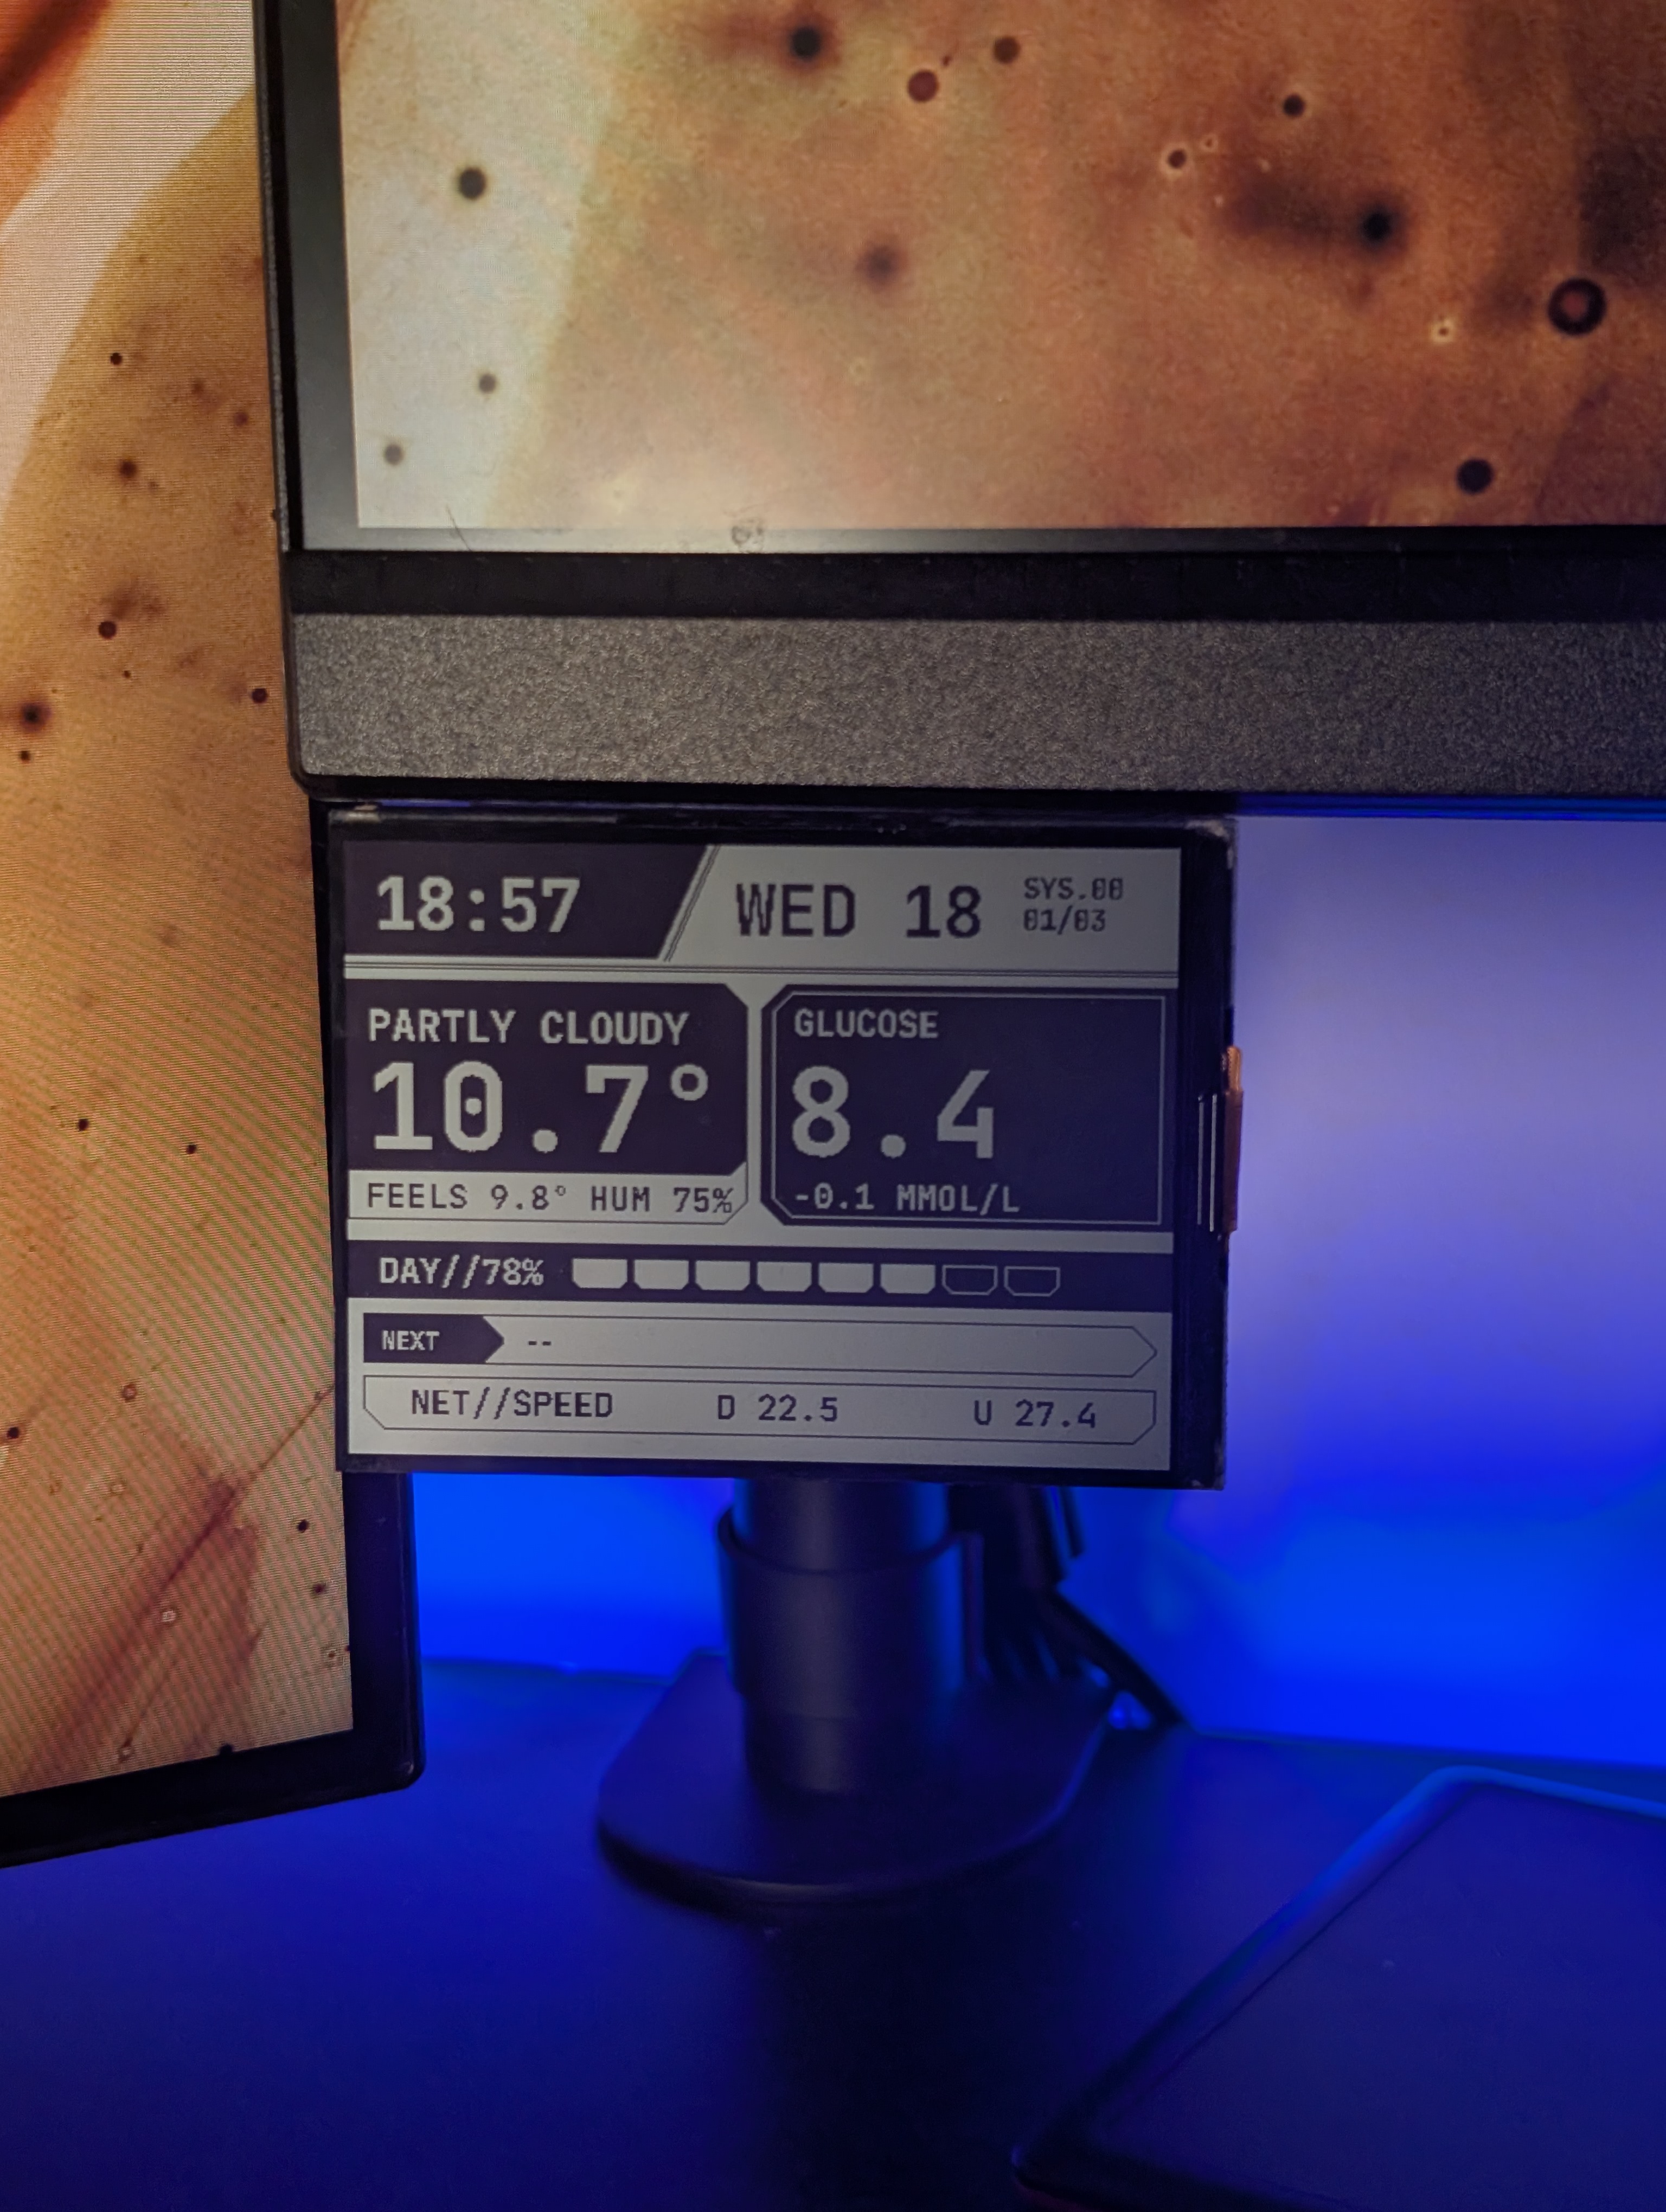 18:57
WED 18
SYS.00
01/03
PARTLY CLOUDY
10.7°
FEELS 9.8° HUM 75%
GLUCOSE
8.4
-0.1 MMOL/L
DAY//78%
NEXT --
NET//SPEED D 22.5 U 27.4